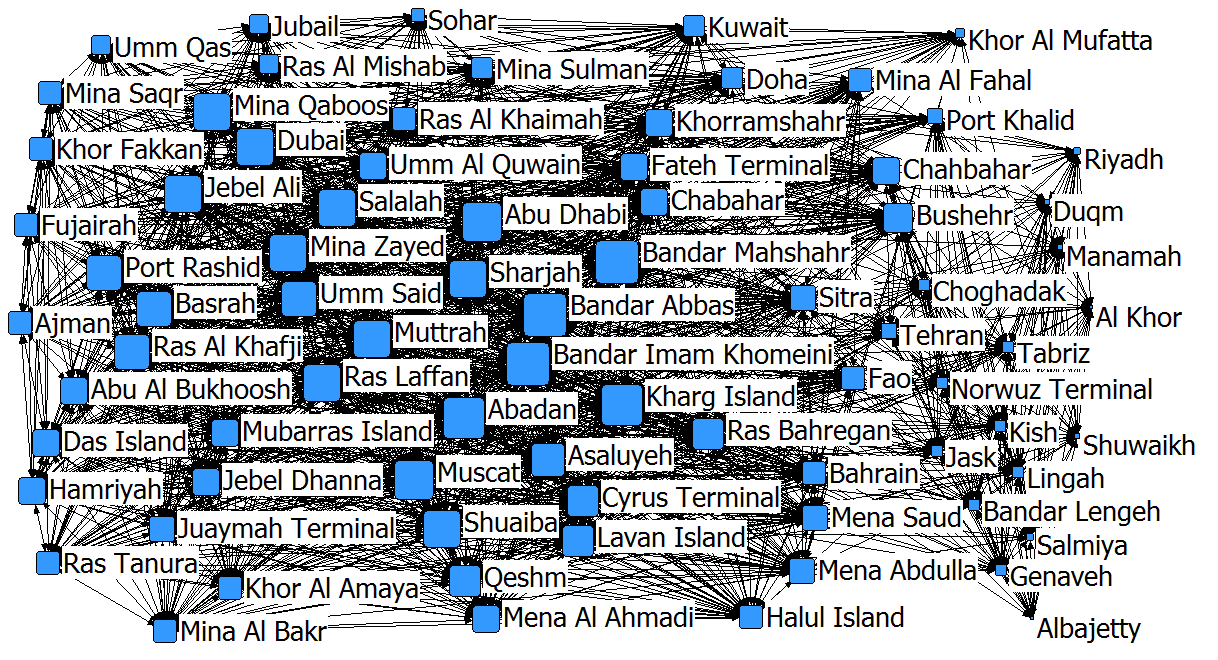 Jubail
Sohar
Kuwait
Umm Qas
Khor Al Mufatta
Ras Al Mishab
Mina Sulman
Doha
Mina Al Fahal
Mina Saqr
Mina Qaboos
Ras Al Khaimah
Khorramshahr
Port Khalid
Dubai
Khor Fakkan
Umm Al Quwain
Fateh Terminal
Chahbahar
Riyadh
Jebel Ali
Salalah
Abu Dhabi
Chabahar
Bushehr
Duqm
Fujairah
Mina Zayed
Bandar Mahshahr
Manamah
Port Rashid
Sharjah
Choghadak
Basrah
Umm Said
Bandar Abbas
Sitra
Al Khor
Ajman
Muttrah
Tehran
Ras Al Khafji
Bandar Imam Khomeini
Tabriz
Abu Al Bukhoosh
Ras Laffan
Fao
Norwuz Terminal
Abadan
Kharg Island
Das Island
Mubarras Island
Ras Bahregan
Kish
Shuwaikh
Asaluyeh
Jask
Hamriyah
Jebel Dhanna
Muscat
Bahrain
Lingah
Cyrus Terminal
Bandar Lengeh
Juaymah Terminal
Shuaiba
Mena Saud
Lavan Island
Salmiya
Ras Tanura
Qeshm
Mena Abdulla
Genaveh
Khor Al Amaya
Mina Al Bakr
Mena Al Ahmadi
Halul Island
Albajetty